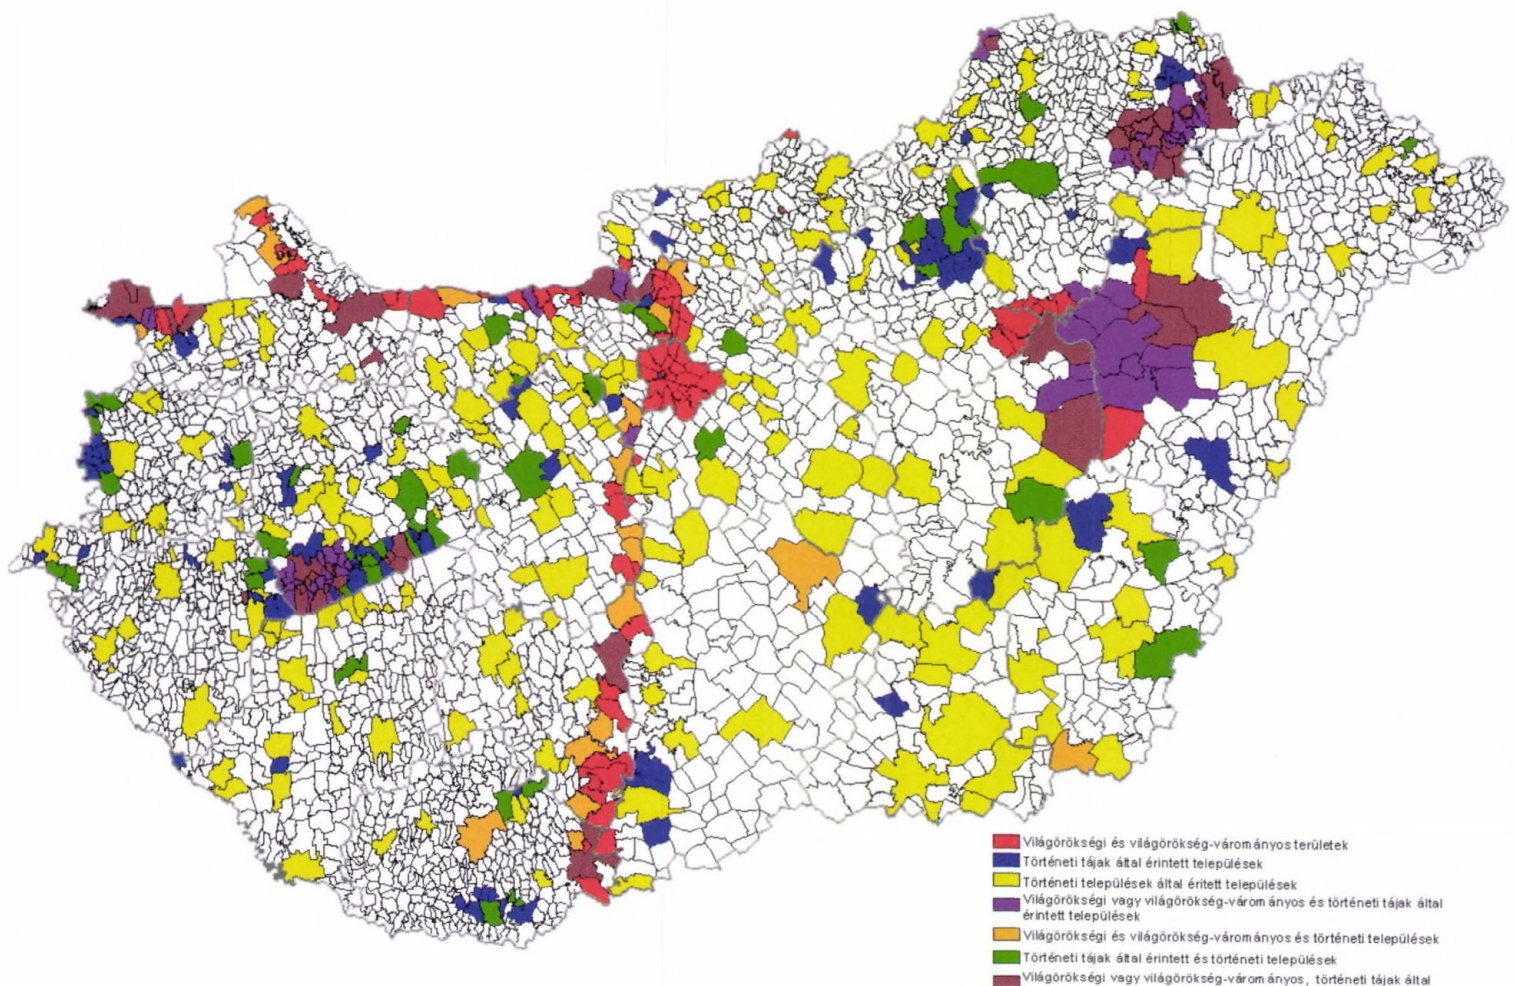 Világörökségi és világörökség-várományos területek
Történeti tájak által érintett települések
Történeti települések által éritett települések
Világörökségi vagy világörökség-várományos és történeti tájak által
érintett települések
Világörökségi és világörökség-várományos és történeti települések
Történeti tájak által érintett és történeti települések
Világörökségi vagy világörökség-várományos, történeti tájak által